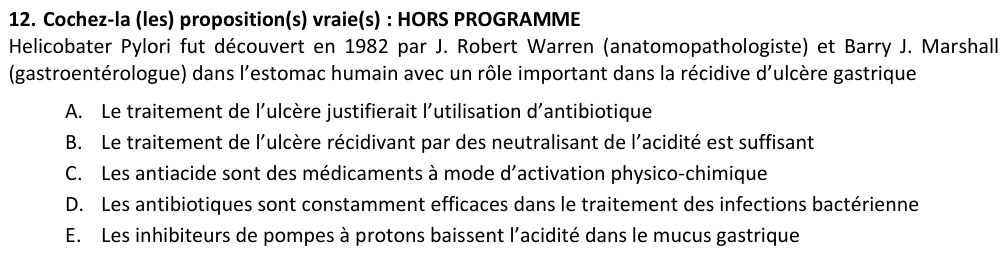 12. Cochez-la (les) proposition(s) vraie(s) : HORS PROGRAMME
Helicobater Pylori fut découvert en 1982 par J. Robert Warren (anatomopathologiste) et Barry J. Marshall
(gastroentérologue) dans l'estomac humain avec un rôle important dans la récidive d'ulcère gastrique
A. Le traitement de l'ulcère justifierait l'utilisation d'antibiotique
B. Le traitement de l'ulcère récidivant par des neutralisant de l'acidité est suffisant
C. Les antiacide sont des médicaments à mode d'activation physico-chimique
D. Les antibiotiques sont constamment efficaces dans le traitement des infections bactérienne
E. Les inhibiteurs de pompes à protons baissent l'acidité dans le mucus gastrique